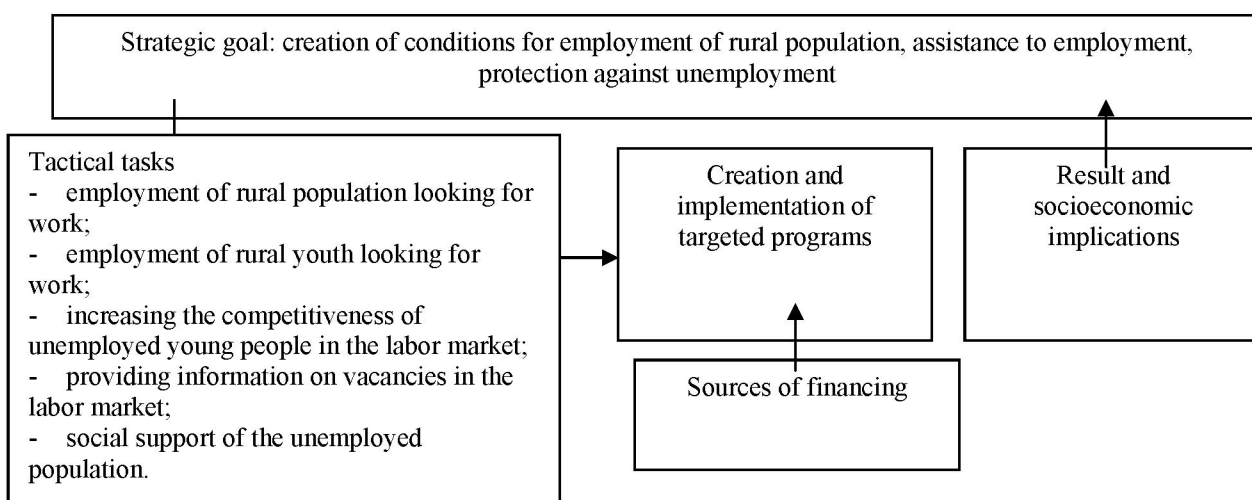 Strategic goal: creation of conditions for employment of rural population, assistance to employment,
protection against unemployment
Tactical tasks
- employment of rural population looking for
work;
- employment of rural youth looking for
work;
- increasing the competitiveness of
unemployed young people in the labor market;
- providing information on vacancies in the
labor market;
- social support of the unemployed
population.
Creation and
implementation of
targeted programs
Sources of financing
Result and
socioeconomic
implications